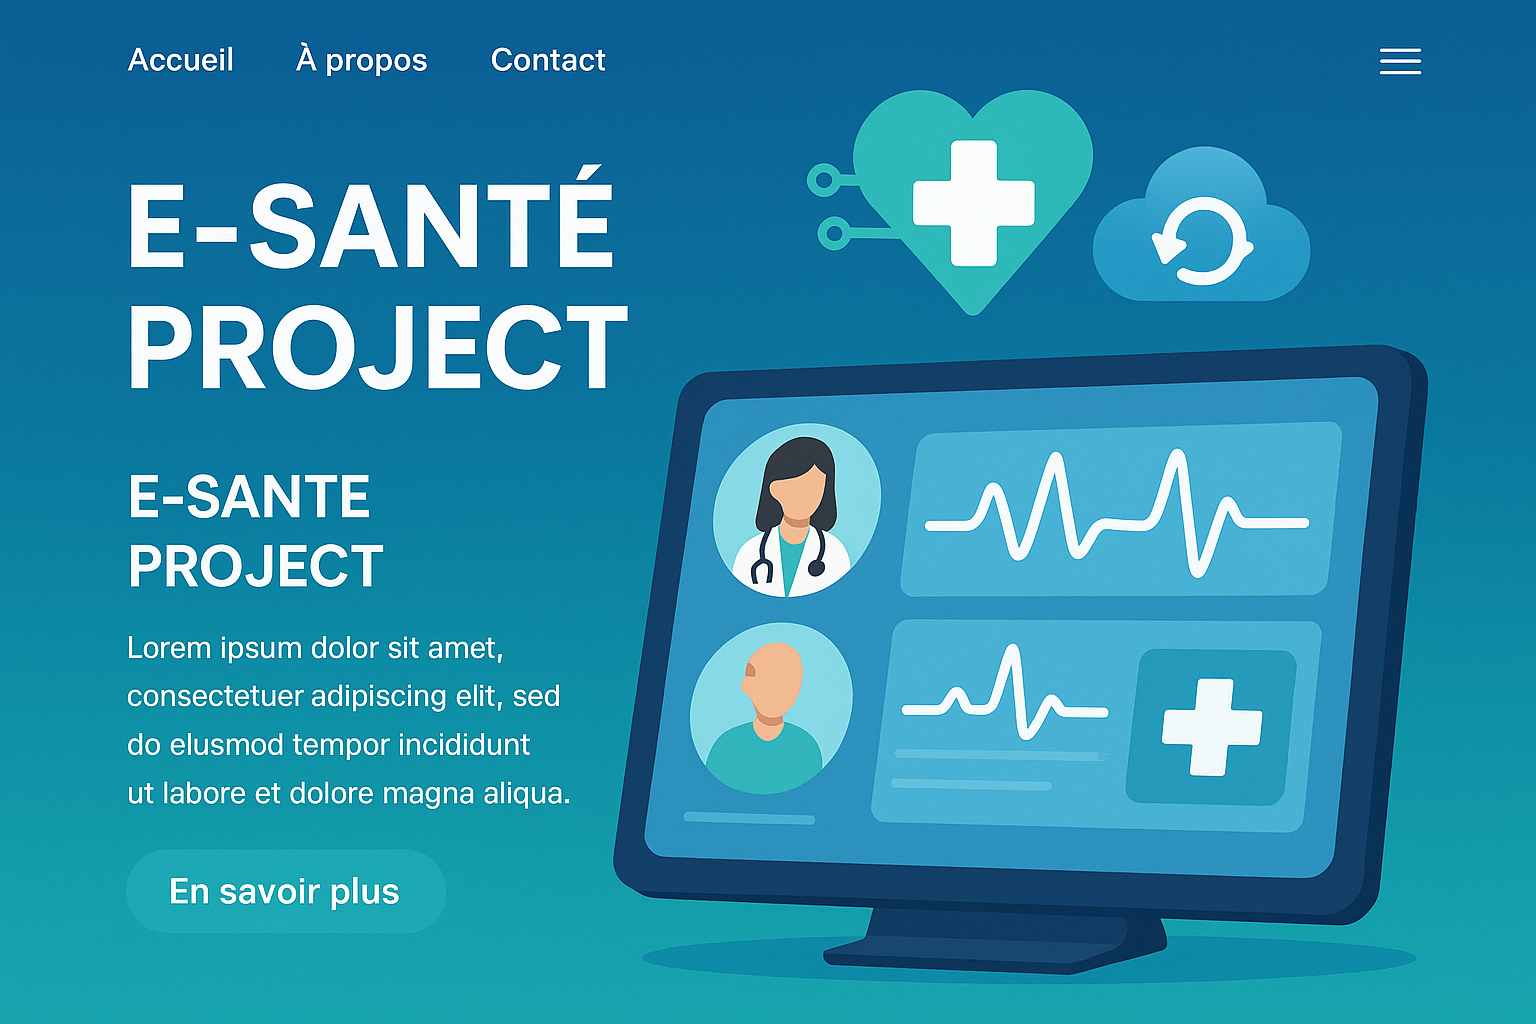 Accueil À propos Contact
E-SANTÉ
PROJECT
E-SANTE
PROJECT
Lorem ipsum dolor sit amet,
consectetuer adipiscing elit, sed
do elusmod tempor incididunt
ut labore et dolore magna aliqua.
En savoir plus